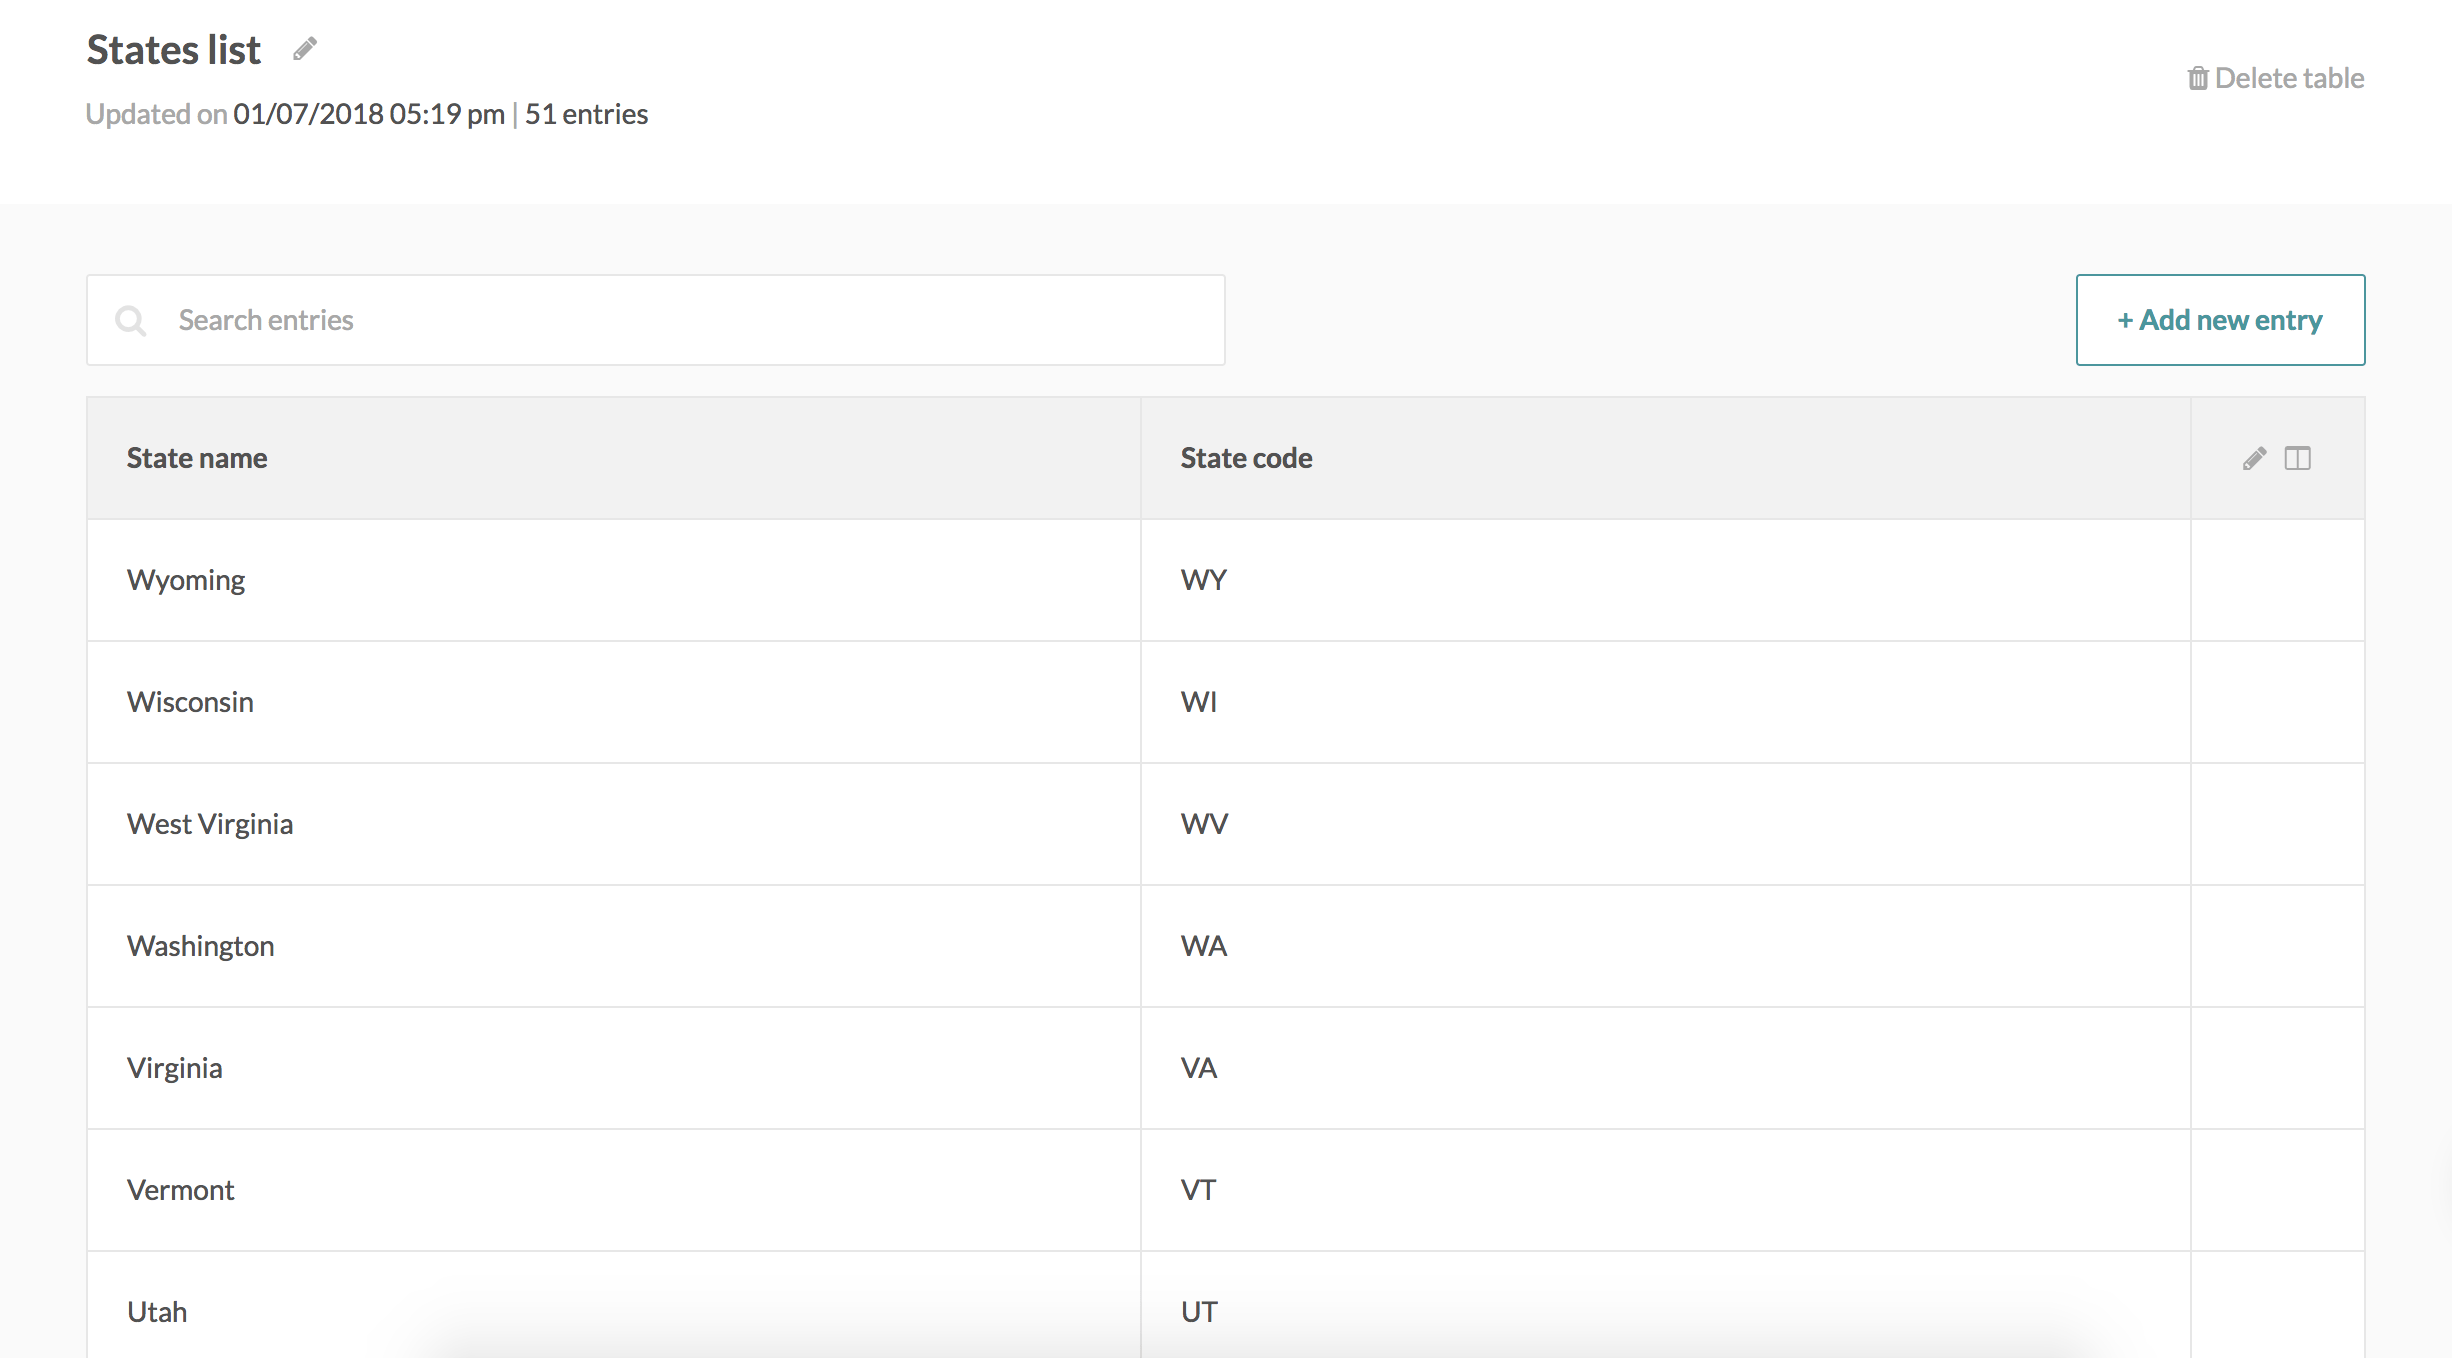 States list
Delete table
Updated on 01/07/2018 05:19 pm | 51 entries
Search entries
+ Add new entry
State name State code
Wyoming WY
Wisconsin WI
West Virginia WV
Washington WA
Virginia VA
Vermont VT
Utah UT